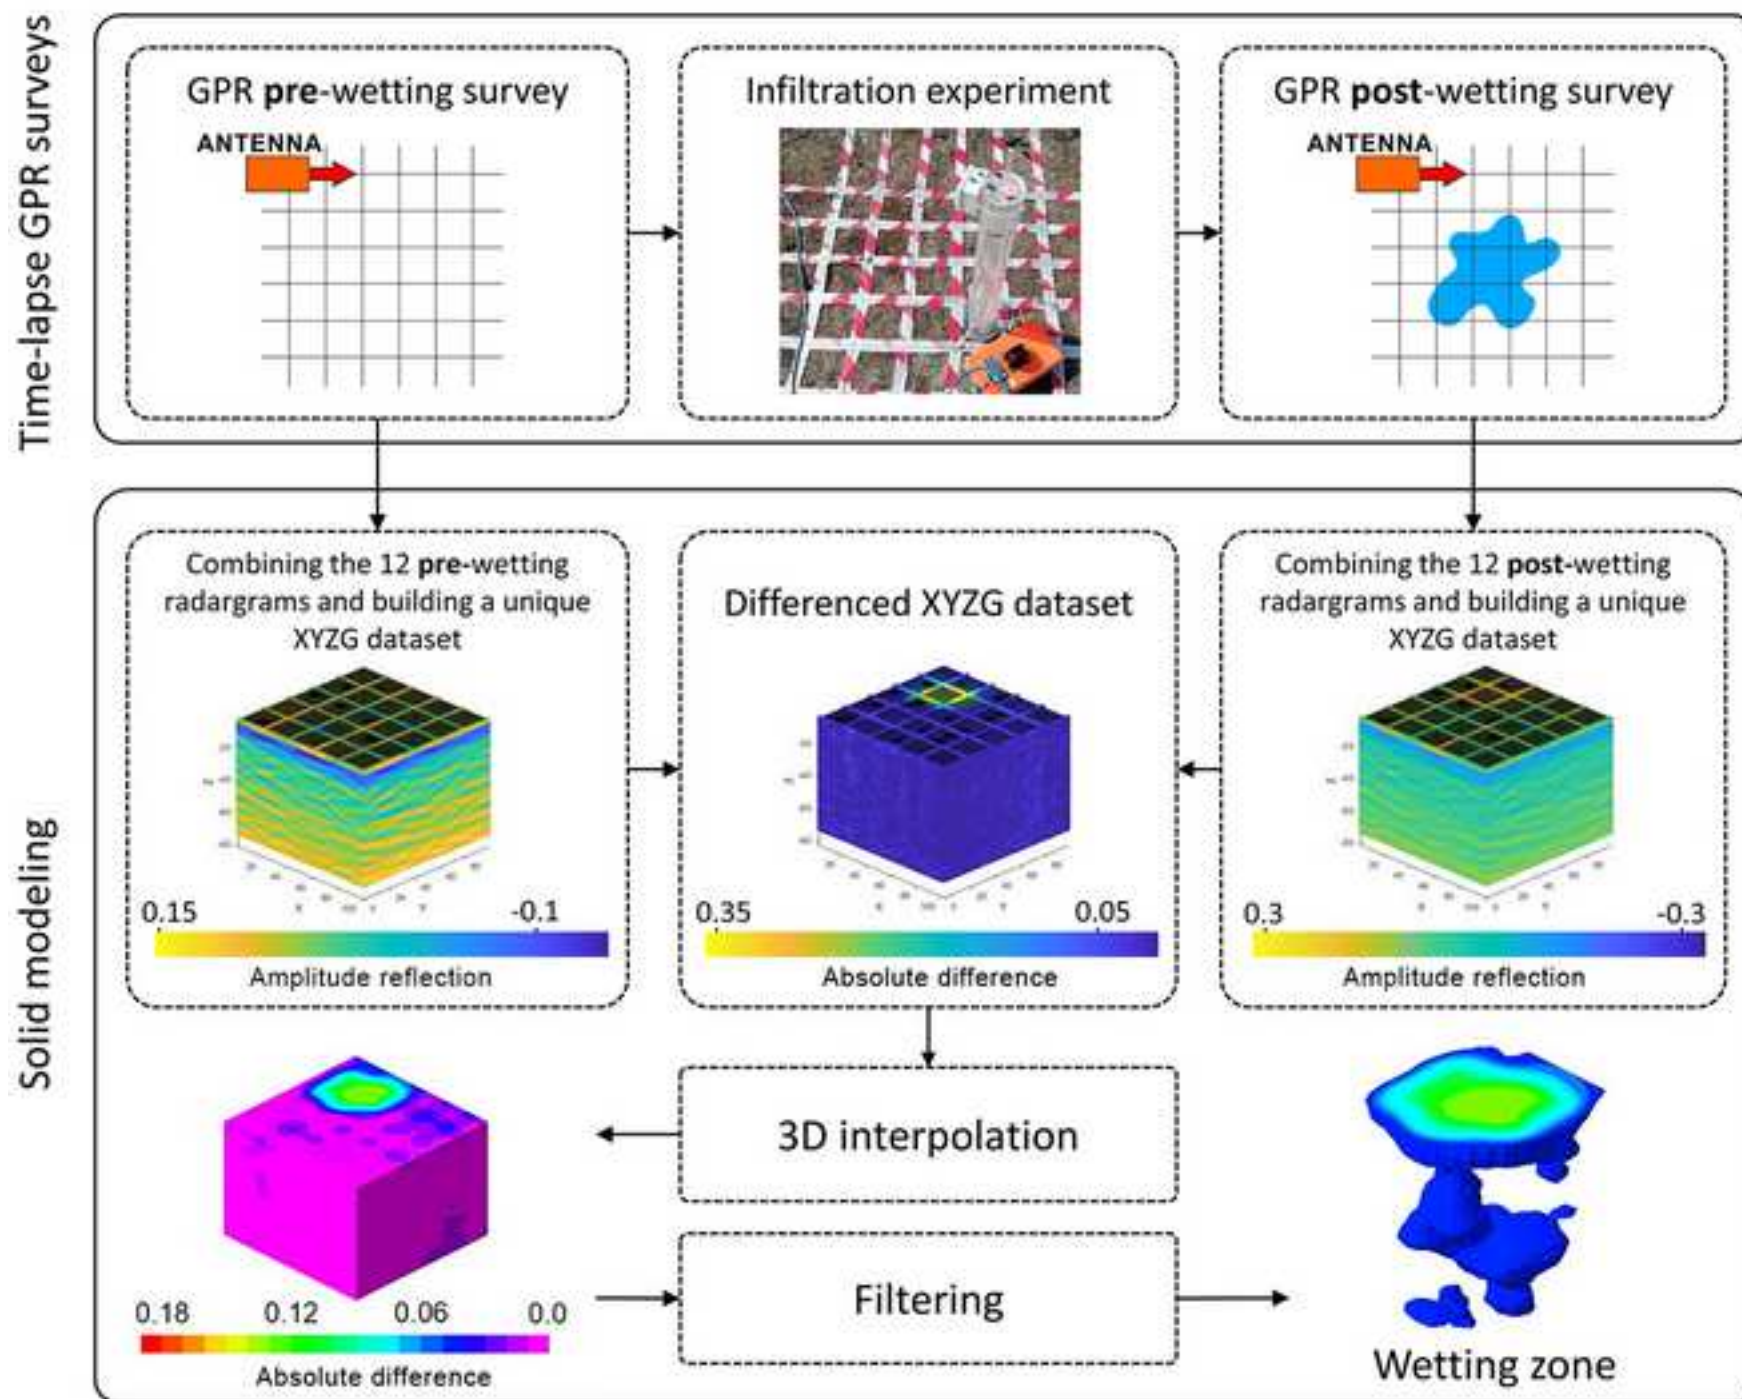 Time-lapse GPR surveys
GPR pre-wetting survey
ANTENNA
Infiltration experiment
GPR post-wetting survey
ANTENNA
Solid modeling
Combining the 12 pre-wetting
radargrams and building a unique
XYZG dataset
0.15 -0.1
Amplitude reflection
Differenced XYZG dataset
0.35 0.05
Absolute difference
Combining the 12 post-wetting
radargrams and building a unique
XYZG dataset
0.3 -0.3
Amplitude reflection
3D interpolation
0.18 0.12 0.06 0.0
Absolute difference
Filtering
Wetting zone